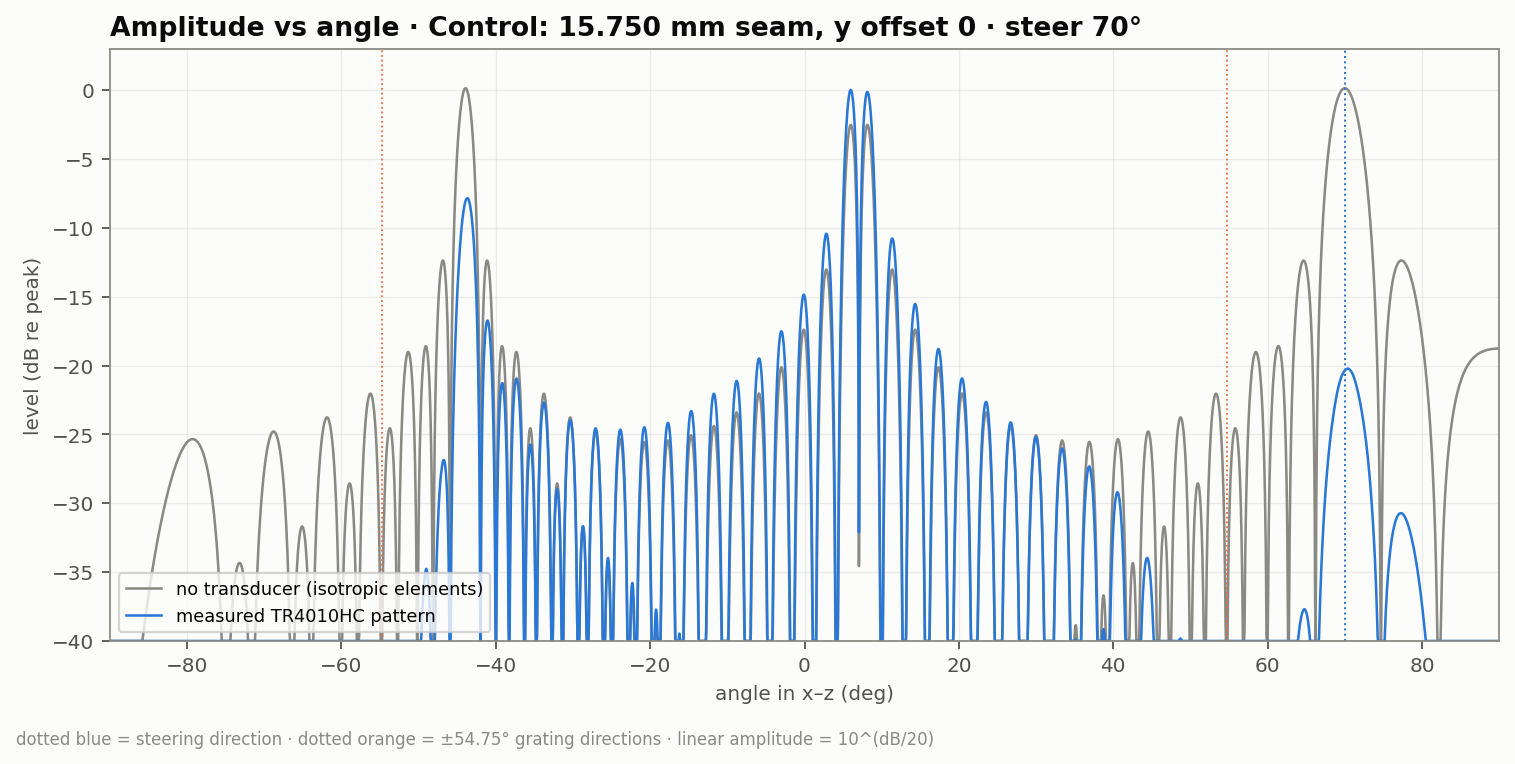 Amplitude vs angle · Control: 15.750 mm seam, y offset 0 · steer 70°
level (dB re peak)
0
−5
−10
−15
−20
−25
−30
−35
−40
no transducer (isotropic elements)
measured TR4010HC pattern
−80 −60 −40 −20 0 20 40 60 80
angle in x–z (deg)
dotted blue = steering direction · dotted orange = ±54.75° grating directions · linear amplitude = 10^(dB/20)